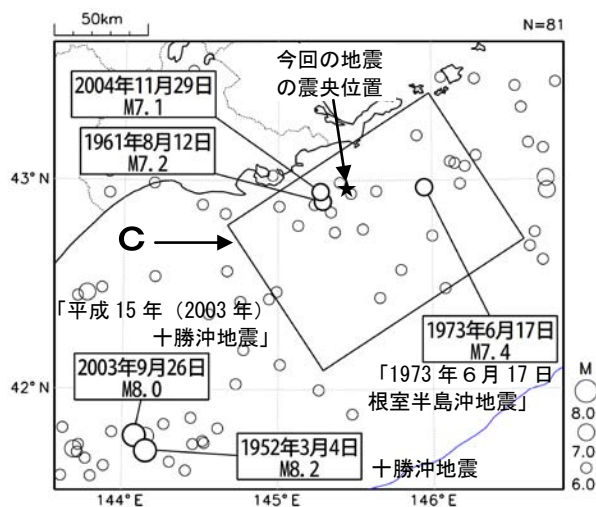 50km
N=81
今回の地震
の震央位置
2004年11月29日
M7.1
1961年8月12日
M7.2
43°N
C
「平成 15 年（2003 年）
十勝沖地震」
1973年6月17日
M7.4
2003年9月26日
M8.0
「1973 年６月 17 日
根室半島沖地震」
42°N
1952年3月4日
M8.2
十勝沖地震
M
8.0
7.0
6.0
144°E
145°E
146°E